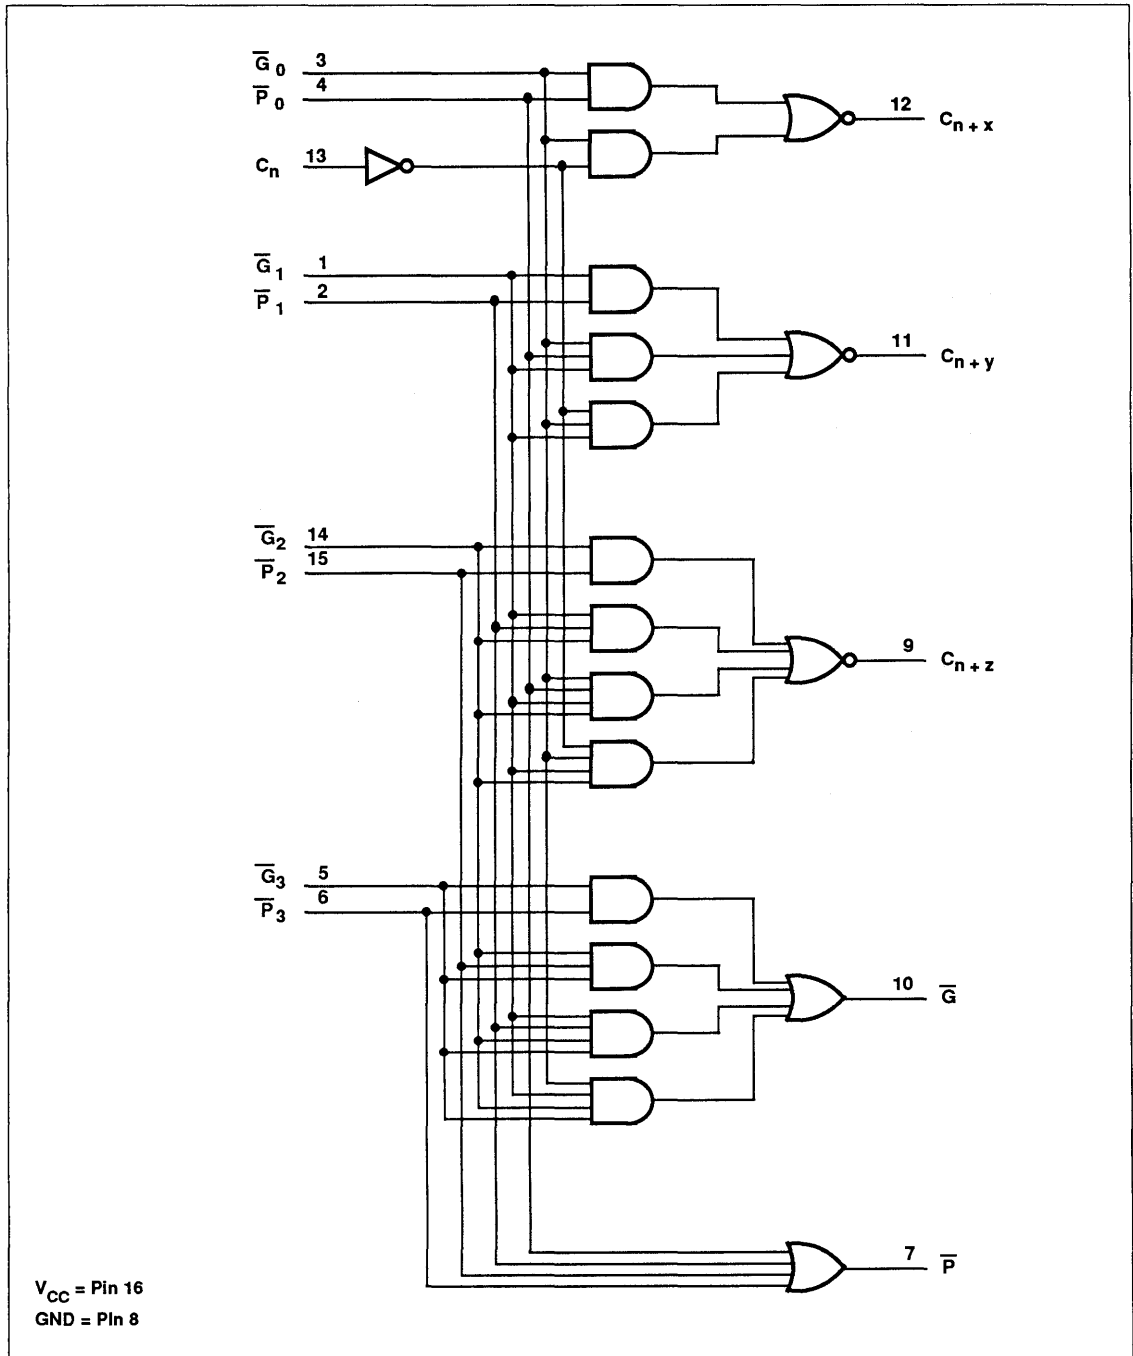 G̅0 3
P̅0 4
12 Cn + x
Cn 13
G̅1 1
P̅1 2
11 Cn + y
G̅2 14
P̅2 15
9 Cn + z
G̅3 5
P̅3 6
10 G̅
7 P̅
VCC = Pin 16
GND = Pin 8